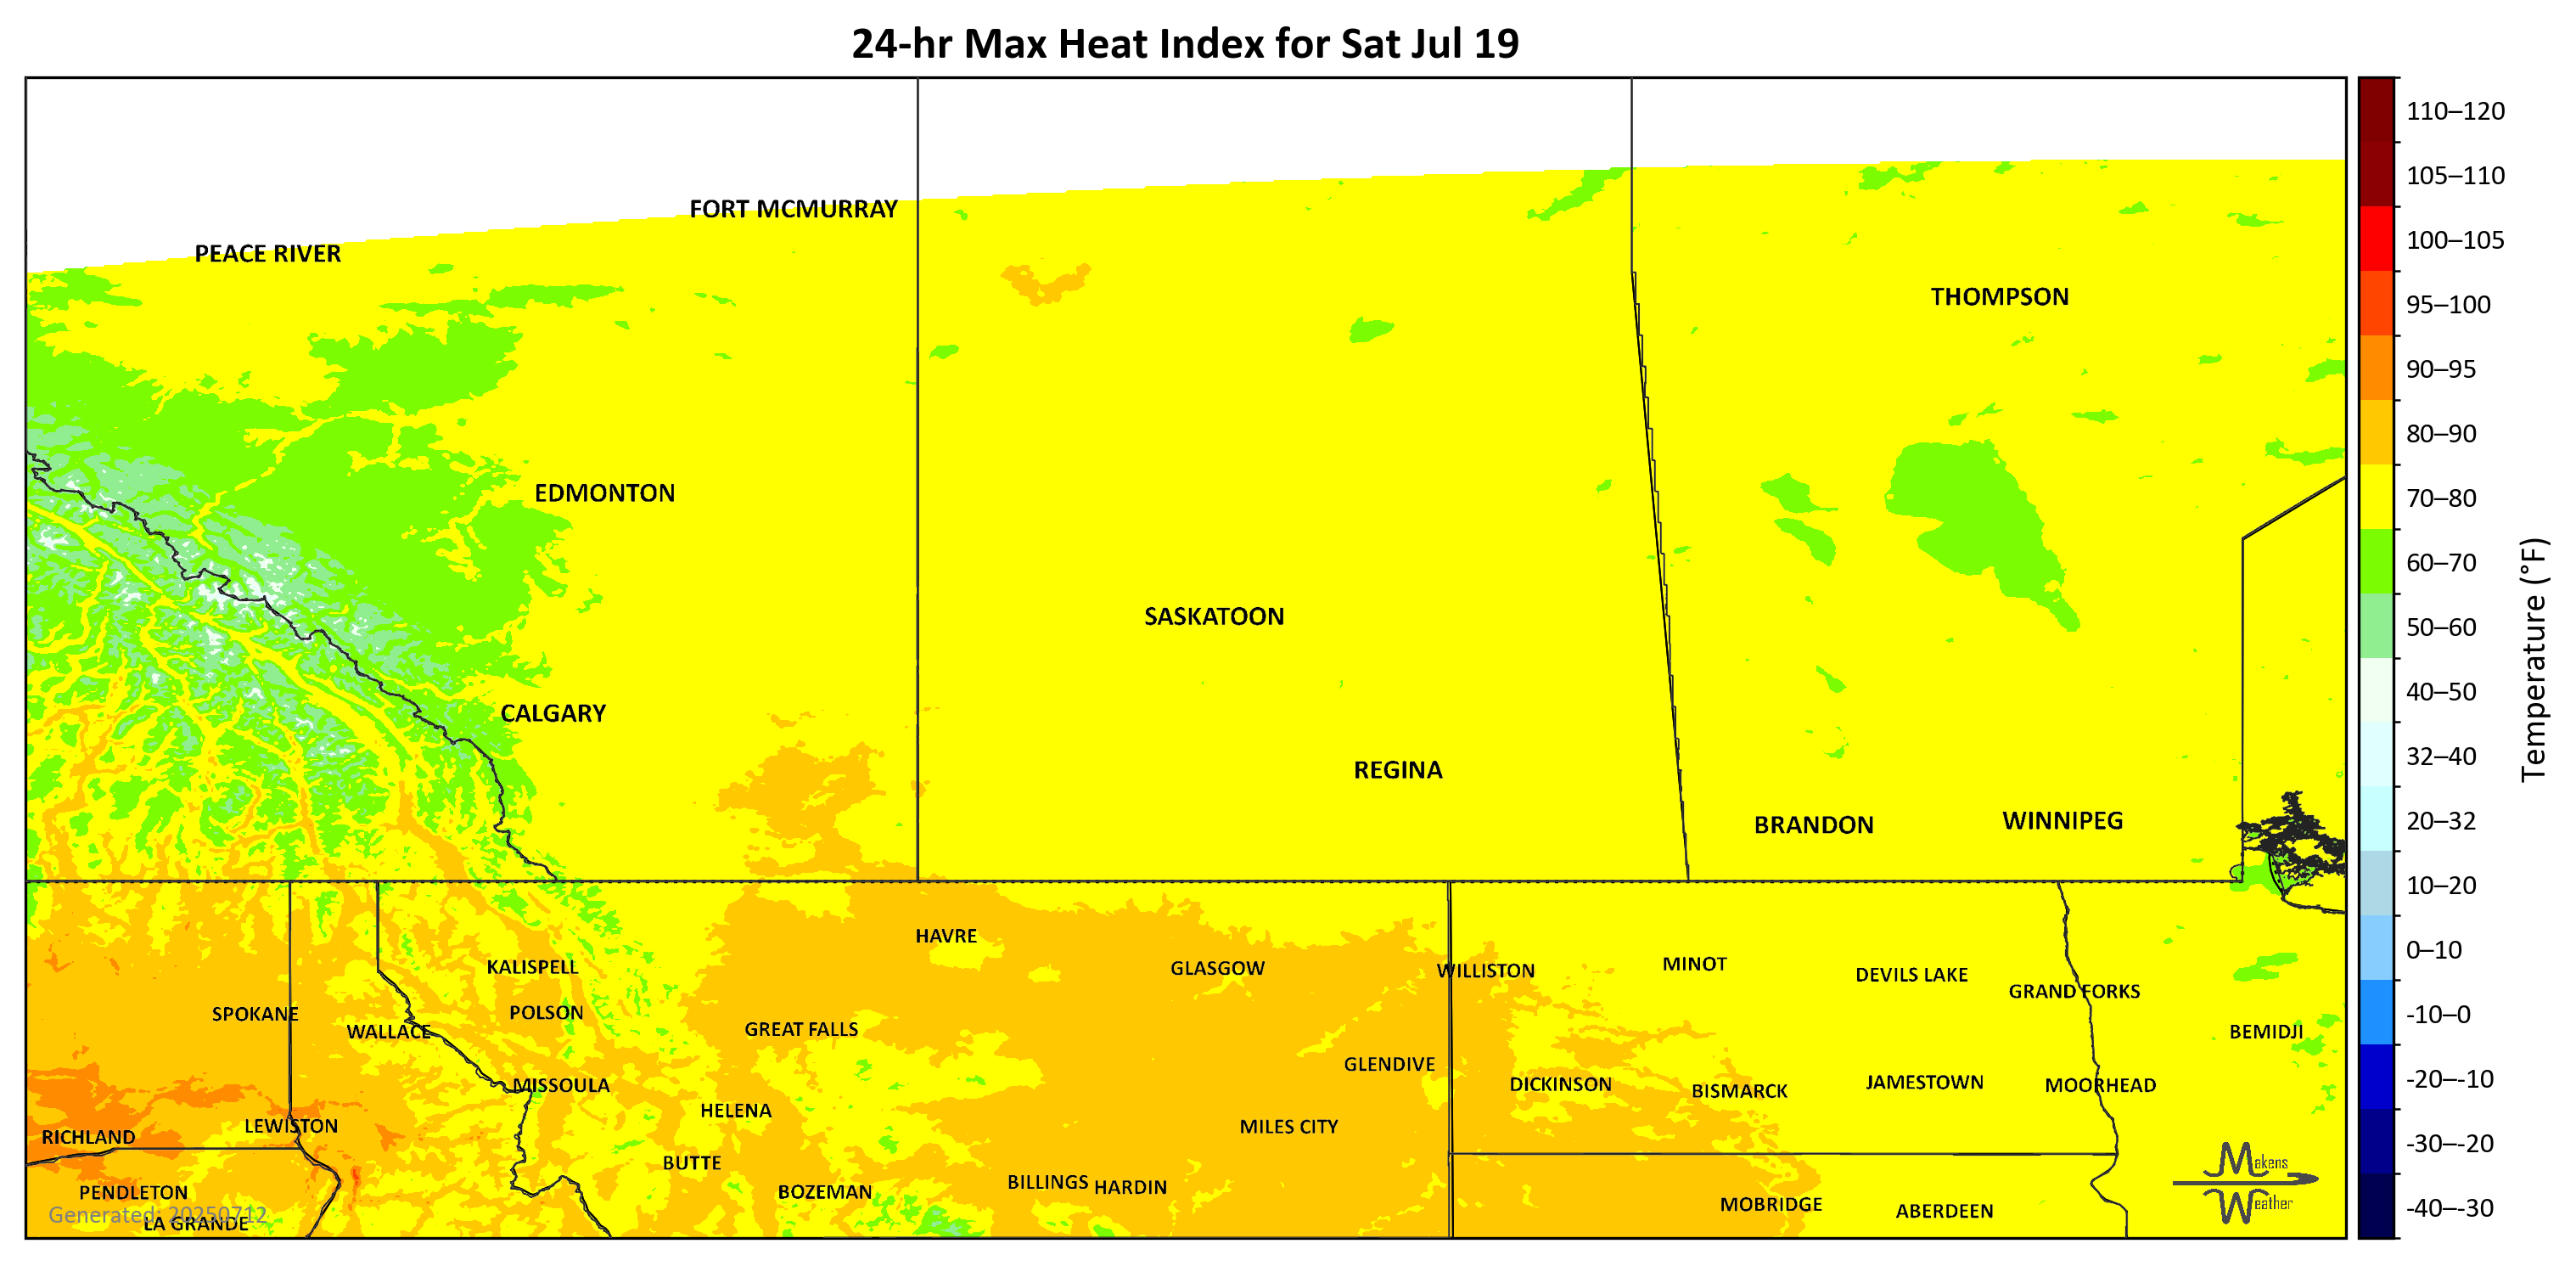 24-hr Max Heat Index for Sat Jul 19
FORT MCMURRAY
PEACE RIVER
THOMPSON
EDMONTON
SASKATOON
CALGARY
REGINA
BRANDON
WINNIPEG
HAVRE
KALISPELL
GLASGOW
WILLISTON
MINOT
DEVILS LAKE
GRAND FORKS
SPOKANE
POLSON
WALLACE
GREAT FALLS
BEMIDJI
GLENDIVE
MISSOULA
DICKINSON
BISMARCK
JAMESTOWN
MOORHEAD
HELENA
LEWISTON
MILES CITY
RICHLAND
BUTTE
BILLINGS
HARDIN
PENDLETON
BOZEMAN
MOBRIDGE
ABERDEEN
Generated: 20250712
LA GRANDE
Makens
Weather
110–120
105–110
100–105
95–100
90–95
80–90
70–80
60–70
50–60
40–50
32–40
20–32
10–20
0–10
-10–0
-20–-10
-30–-20
-40–-30
Temperature (°F)